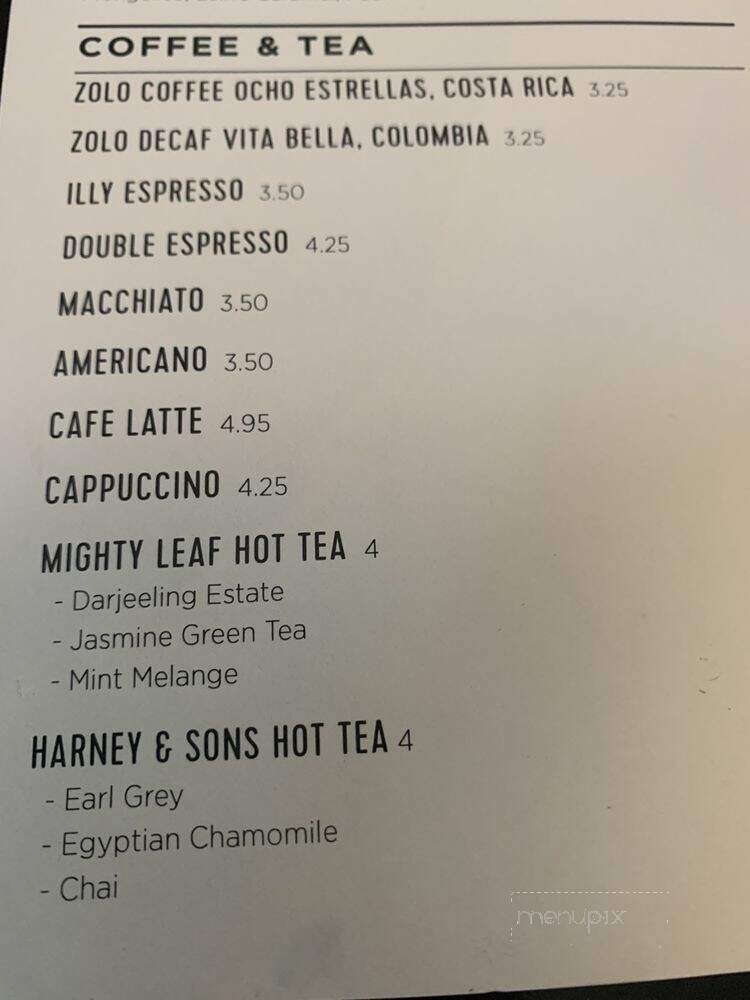 COFFEE & TEA
ZOLO COFFEE OCHO ESTRELLAS, COSTA RICA 3.25
ZOLO DECAF VITA BELLA, COLOMBIA 3.25
ILLY ESPRESSO 3.50
DOUBLE ESPRESSO 4.25
MACCHIATO 3.50
AMERICANO 3.50
CAFE LATTE 4.95
CAPPUCCINO 4.25
MIGHTY LEAF HOT TEA 4
- Darjeeling Estate
- Jasmine Green Tea
- Mint Melange
HARNEY & SONS HOT TEA 4
- Earl Grey
- Egyptian Chamomile
- Chai
menupix